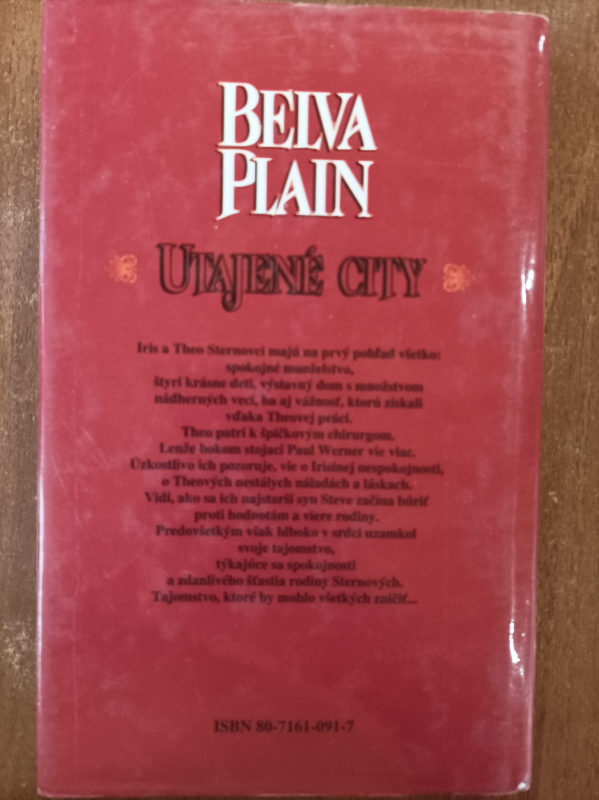 BELVA
PLAIN
UTAJENÉ CITY
Iris a Theo Sternovci majú na prvý pohľad všetko:
spokojné manželstvo,
štyri krásne deti, výstavný dom s množstvom
nádherných vecí, ba aj vážnosť, ktorú získali
vďaka Theovej práci.
Theo patrí k špičkovým chirurgom.
Lenže bokom stojaci Paul Werner vie viac.
Úzkostlivo ich pozoruje, vie o Irisinej nespokojnosti,
o Theových nestálych náladách a láskach.
Vidí, ako sa ich najstarší syn Steve začína búriť
proti hodnotám a viere rodiny.
Predovšetkým však hlboko v srdci uzamkol
svoje tajomstvo,
týkajúce sa spokojnosti
a zdanlivého šťastia rodiny Sternových.
Tajomstvo, ktoré by mohlo všetkých zničiť...
ISBN 80-7161-091-7